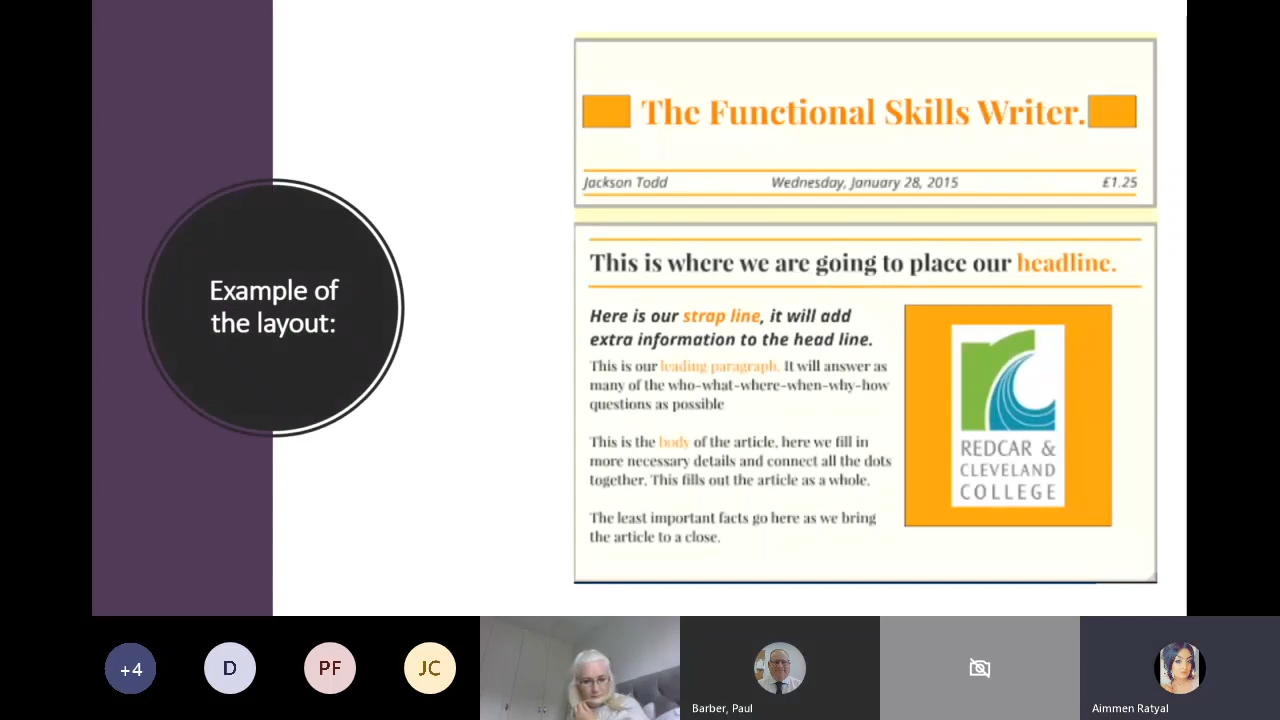 Example of
the layout:
The Functional Skills Writer.
Jackson Todd Wednesday, January 28, 2015 £1.25
This is where we are going to place our headline.
Here is our strap line, it will add
extra information to the head line.
This is our leading paragraph. It will answer as
many of the who-what-where-when-why-how
questions as possible
This is the body of the article, here we fill in
more necessary details and connect all the dots
together. This fills out the article as a whole.
The least important facts go here as we bring
the article to a close.
REDCAR &
CLEVELAND
COLLEGE
+4 D PF JC
Barber, Paul
Aimmen Ratyal